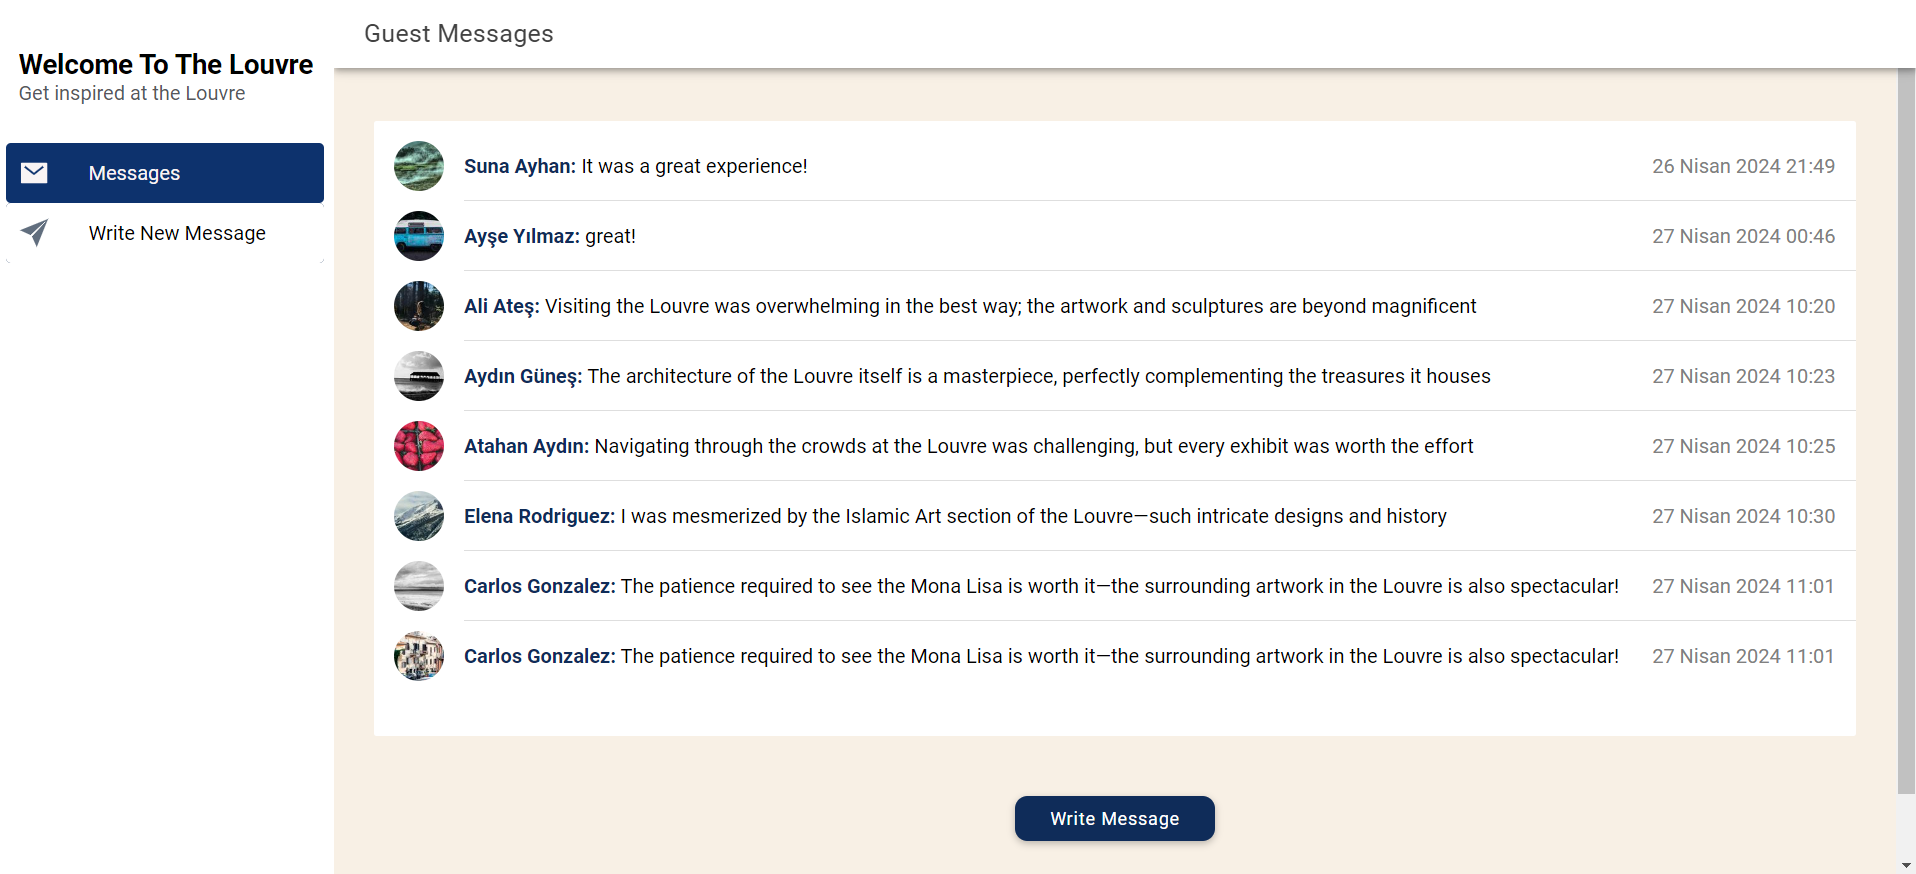 Welcome To The Louvre
Get inspired at the Louvre
Messages
Write New Message
Guest Messages
Suna Ayhan: It was a great experience! 26 Nisan 2024 21:49
Ayşe Yılmaz: great! 27 Nisan 2024 00:46
Ali Ateş: Visiting the Louvre was overwhelming in the best way; the artwork and sculptures are beyond magnificent 27 Nisan 2024 10:20
Aydın Güneş: The architecture of the Louvre itself is a masterpiece, perfectly complementing the treasures it houses 27 Nisan 2024 10:23
Atahan Aydın: Navigating through the crowds at the Louvre was challenging, but every exhibit was worth the effort 27 Nisan 2024 10:25
Elena Rodriguez: I was mesmerized by the Islamic Art section of the Louvre—such intricate designs and history 27 Nisan 2024 10:30
Carlos Gonzalez: The patience required to see the Mona Lisa is worth it—the surrounding artwork in the Louvre is also spectacular! 27 Nisan 2024 11:01
Carlos Gonzalez: The patience required to see the Mona Lisa is worth it—the surrounding artwork in the Louvre is also spectacular! 27 Nisan 2024 11:01
Write Message